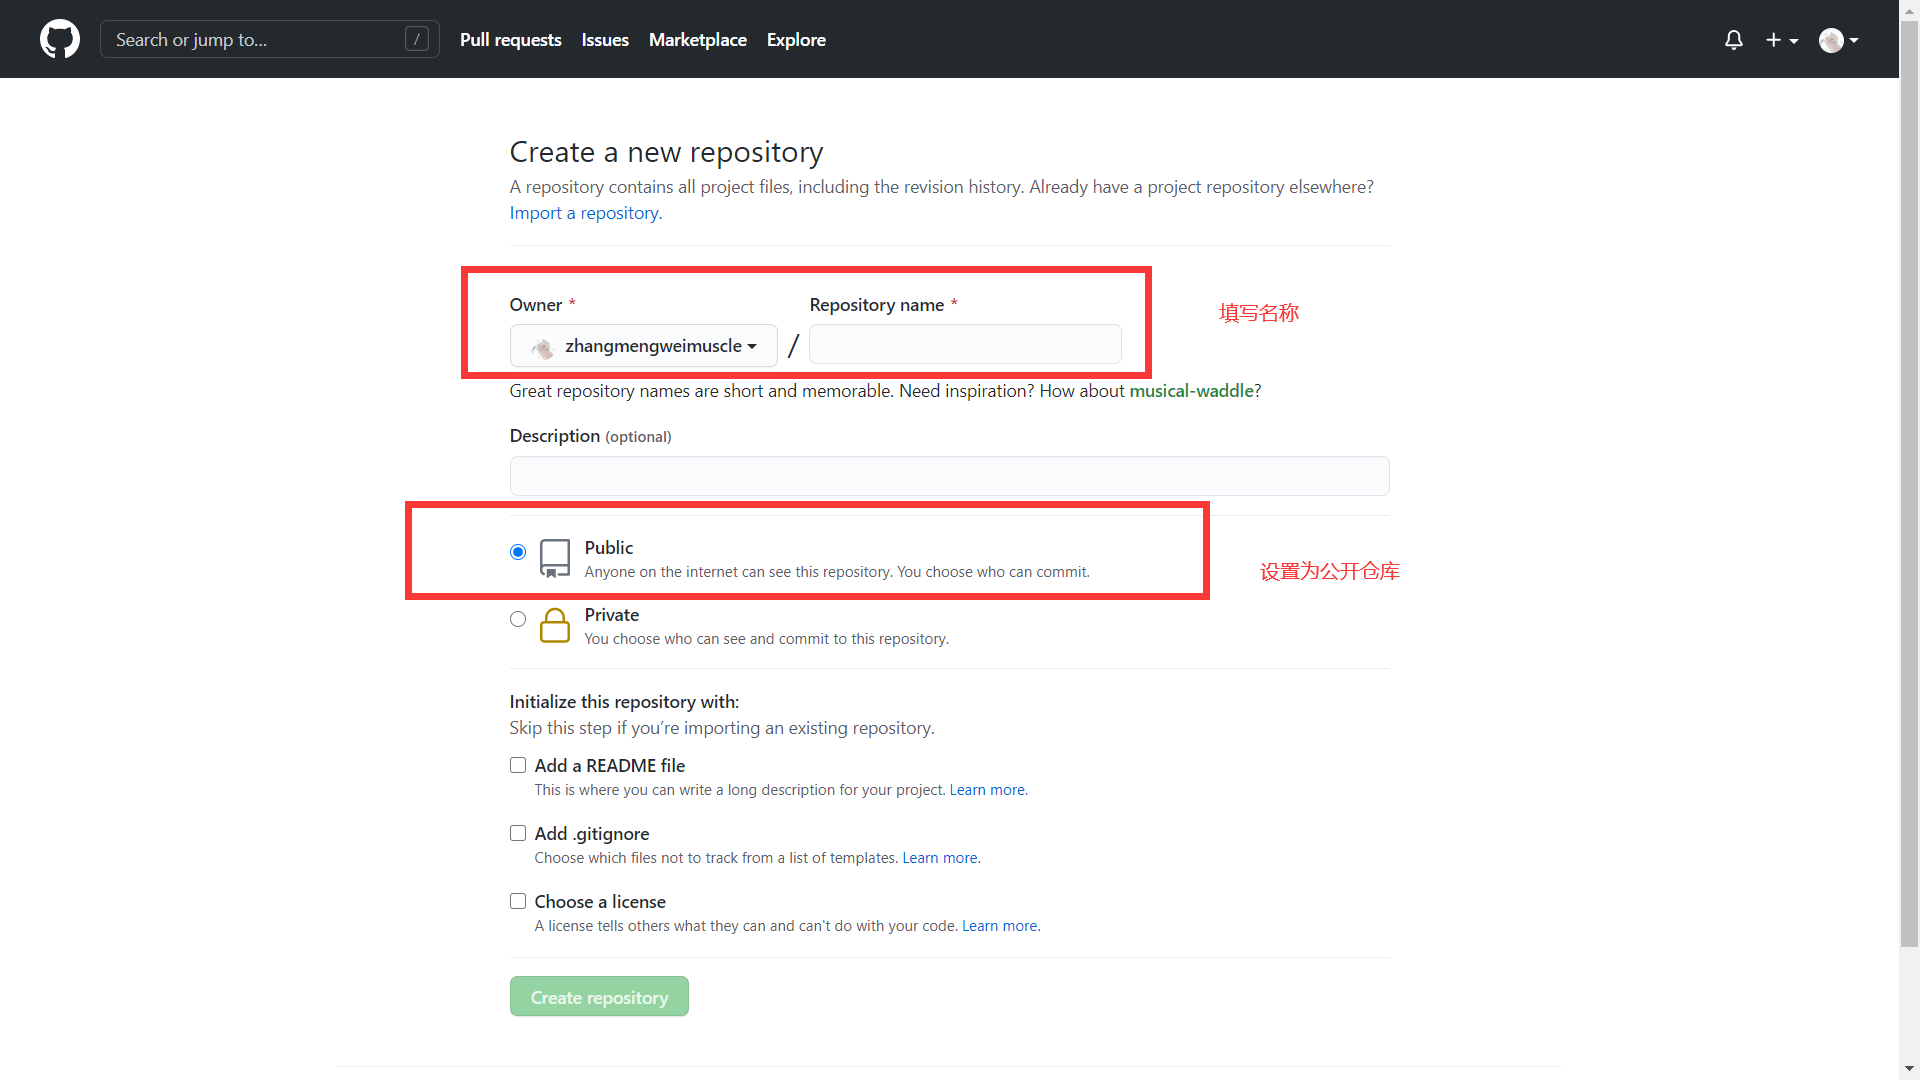 Search or jump to...
/
Pull requests
Issues
Marketplace
Explore
Create a new repository
A repository contains all project files, including the revision history. Already have a project repository elsewhere?
Import a repository.
Owner *
Repository name *
填写名称
zhangmengweimuscle
/
Great repository names are short and memorable. Need inspiration? How about musical-waddle?
Description (optional)
Public
Anyone on the internet can see this repository. You choose who can commit.
设置为公开仓库
Private
You choose who can see and commit to this repository.
Initialize this repository with:
Skip this step if you’re importing an existing repository.
Add a README file
This is where you can write a long description for your project. Learn more.
Add .gitignore
Choose which files not to track from a list of templates. Learn more.
Choose a license
A license tells others what they can and can't do with your code. Learn more.
Create repository